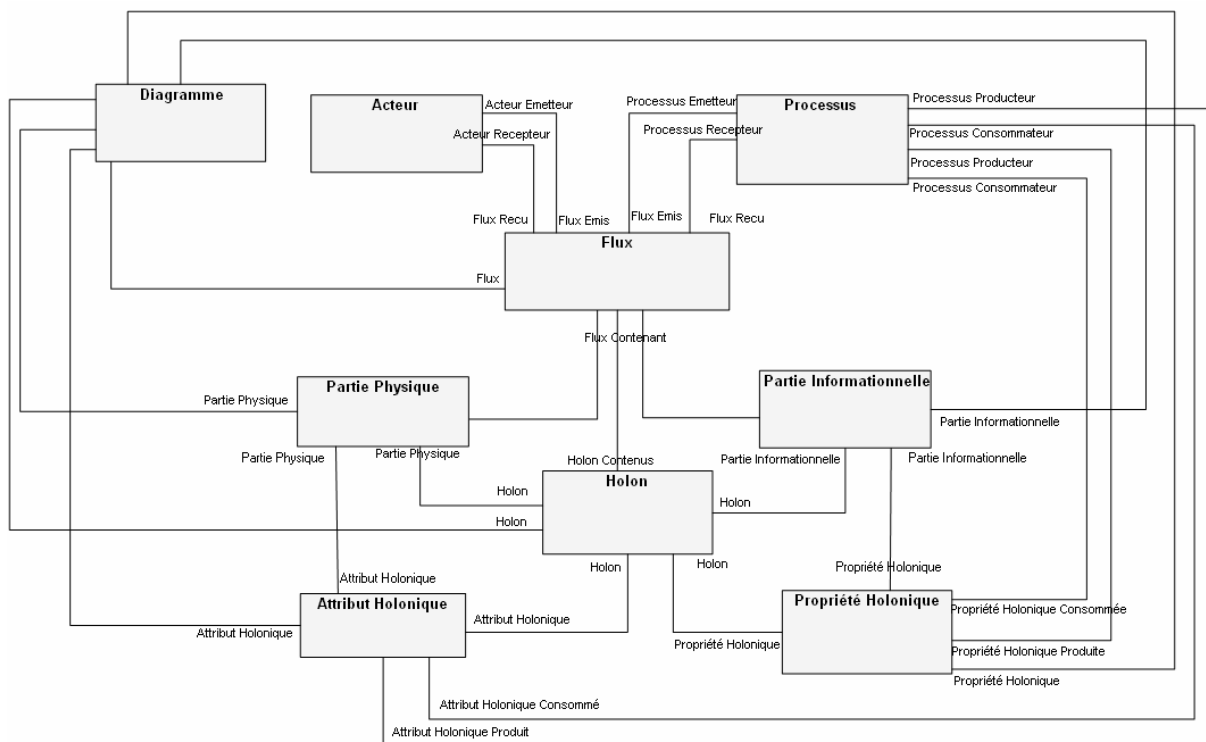 Diagramme
Acteur
Acteur Emetteur
Acteur Recepteur
Processus Emetteur
Processus Recepteur
Processus
Processus Producteur
Processus Consommateur
Processus Producteur
Processus Consommateur
Flux Recu
Flux Emis
Flux Emis
Flux Recu
Flux
Flux
Flux Contenant
Partie Physique
Partie Physique
Partie Informationnelle
Partie Informationnelle
Partie Physique
Partie Physique
Holon Contenus
Partie Informationnelle
Partie Informationnelle
Holon
Holon
Holon
Holon
Holon
Holon
Attribut Holonique
Propriété Holonique
Attribut Holonique
Propriété Holonique
Propriété Holonique Consommée
Attribut Holonique
Attribut Holonique
Propriété Holonique
Propriété Holonique Produite
Propriété Holonique
Attribut Holonique Consommé
Attribut Holonique Produit